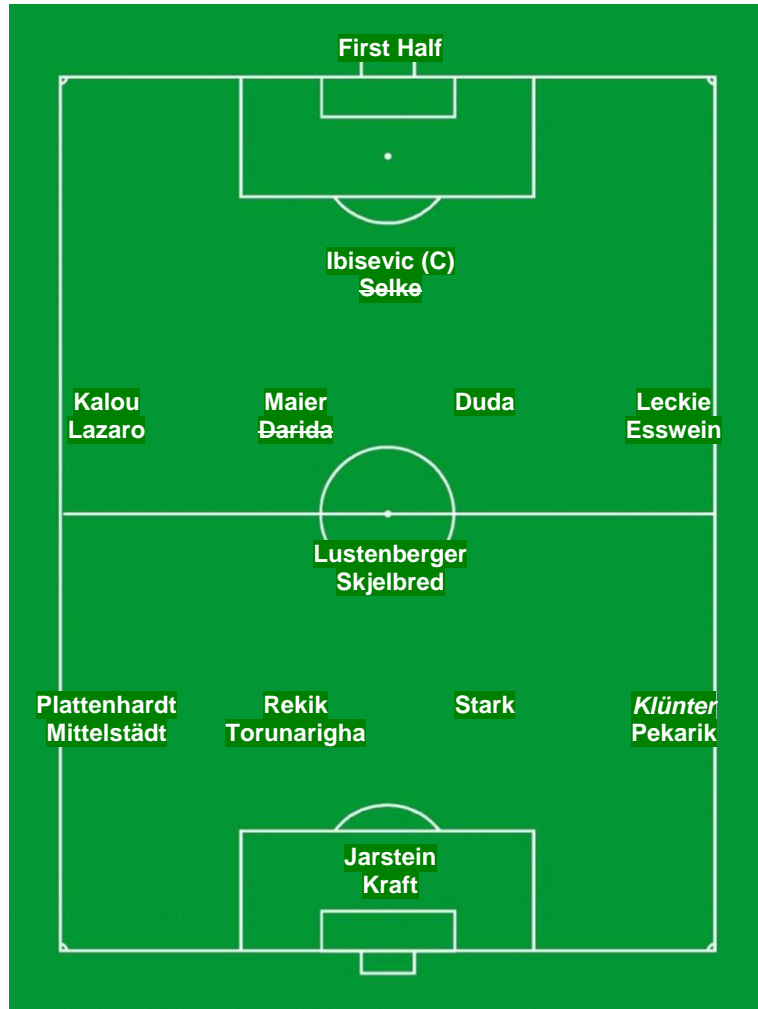 First Half
Ibisevic (C)
Selke
Kalou Maier Duda Leckie
Lazaro Darida Esswein
Lustenberger
Skjelbred
Plattenhardt Rekik Stark Klünter
Mittelstädt Torunarigha Pekarik
Jarstein
Kraft